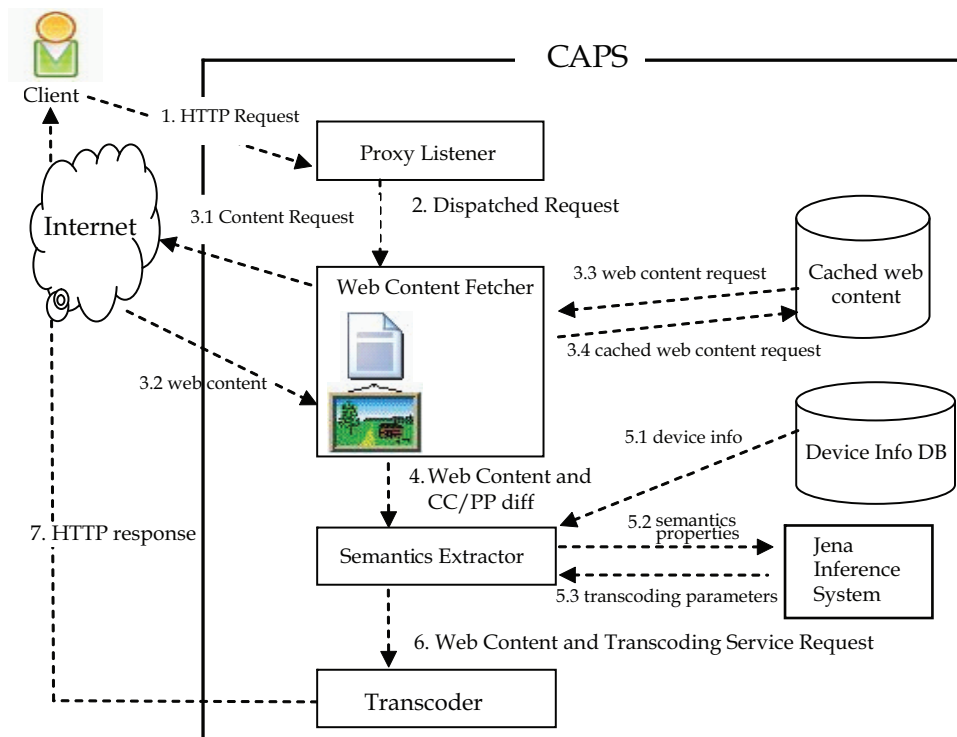 CAPS
Client
1. HTTP Request
Proxy Listener
2. Dispatched Request
Internet
3.1 Content Request
Web Content Fetcher
3.3 web content request
Cached web
content
3.4 cached web content request
3.2 web content
5.1 device info
Device Info DB
4. Web Content and
CC/PP diff
7. HTTP response
Semantics Extractor
5.2 semantics
properties
Jena
Inference
System
5.3 transcoding parameters
6. Web Content and Transcoding Service Request
Transcoder